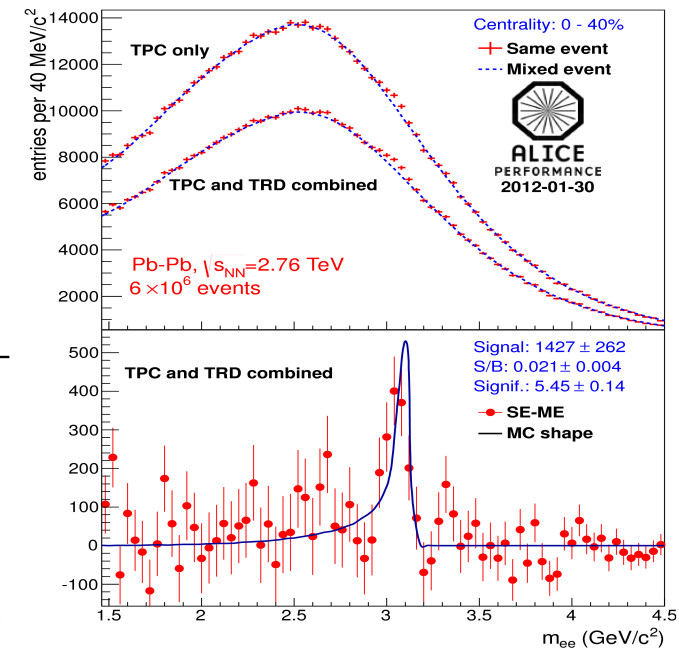 entries per 40 MeV/c²
14000
12000
10000
8000
6000
4000
2000
TPC only
TPC and TRD combined
Pb-Pb, √sNN=2.76 TeV
6 ×10⁶ events
Centrality: 0 - 40%
Same event
Mixed event
ALICE
PERFORMANCE
2012-01-30
500
400
300
200
100
0
-100
TPC and TRD combined
Signal: 1427 ± 262
S/B: 0.021 ± 0.004
Signif.: 5.45 ± 0.14
SE-ME
MC shape
1.5 2 2.5 3 3.5 4 4.5
mee (GeV/c²)